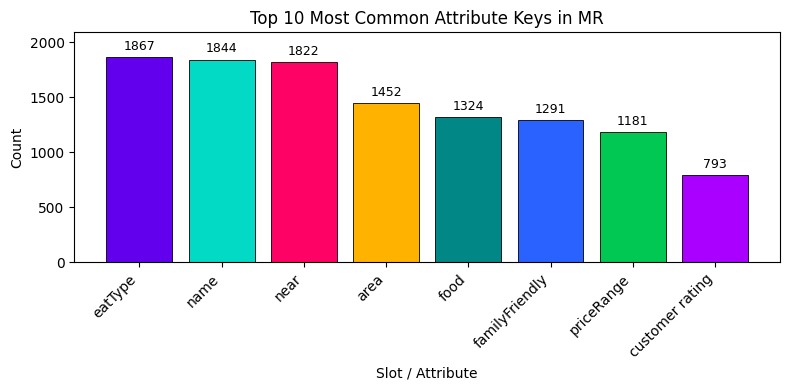 Top 10 Most Common Attribute Keys in MR
Count
2000
1500
1000
500
0
1867
1844
1822
1452
1324
1291
1181
793
eatType
name
near
area
food
familyFriendly
priceRange
customer rating
Slot / Attribute